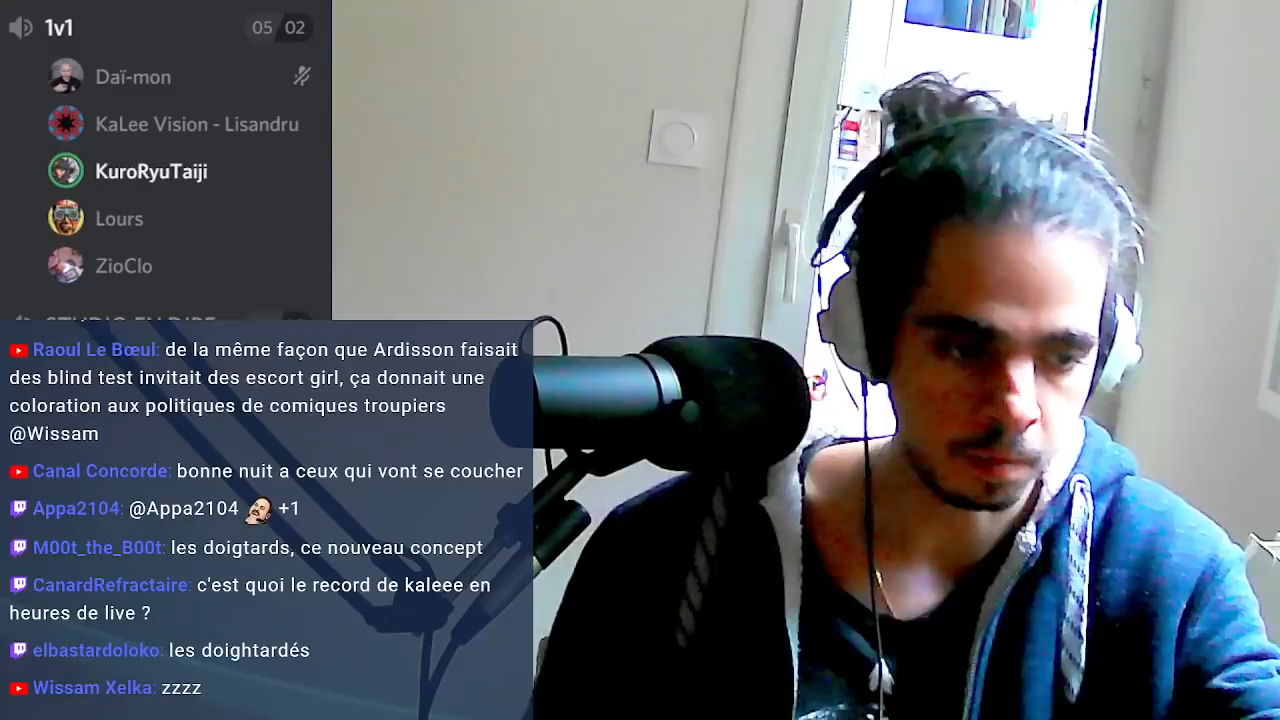 1v1
05 02
Daï-mon
KaLee Vision - Lisandru
KuroRyuTaiji
Lours
ZioClo
Raoul Le Bœul: de la même façon que Ardisson faisait
des blind test invitait des escort girl, ça donnait une
coloration aux politiques de comiques troupiers
@Wissam
Canal Concorde: bonne nuit a ceux qui vont se coucher
Appa2104: @Appa2104 +1
M00t_the_B00t: les doigtards, ce nouveau concept
CanardRefractaire: c'est quoi le record de kaleee en
heures de live ?
elbastardoloko: les doightardés
Wissam Xelka: zzzz